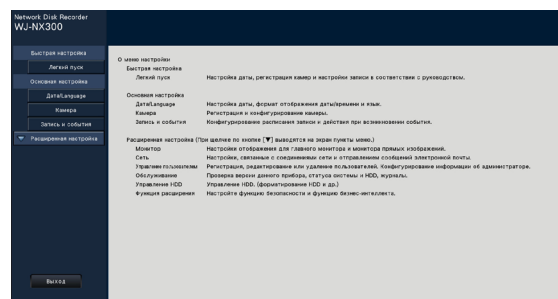 Network Disk Recorder
WJ-NX300
Быстрая настройка
Легкий пуск
Основная настройка
Дата/Language
Камера
Запись и события
Расширенная настройка
Выход
О меню настройки
Быстрая настройка
Легкий пуск Настройка даты, регистрация камер и настройки записи в соответствии с руководством.
Основная настройка
Дата/Language Настройка даты, формат отображения даты/времени и язык.
Камера Регистрация и конфигурирование камеры.
Запись и события Конфигурирование расписания записи и действия при возникновении события.
Расширенная настройка (При щелчке по кнопке [▼] выводятся на экран пункты меню.)
Монитор Настройки отображения для главного монитора и монитора прямых изображений.
Сеть Настройки, связанные с соединениями сети и отправлением сообщений электронной почты.
Управление пользователями Регистрация, редактирование или удаление пользователей. Конфигурирование информации об администраторе.
Обслуживание Проверка версии данного прибора, статуса системы и HDD, журналы.
Управление HDD Управление HDD. (форматирование HDD и др.)
Функция расширения Настройте функцию безопасности и функцию бизнес-интеллекта.